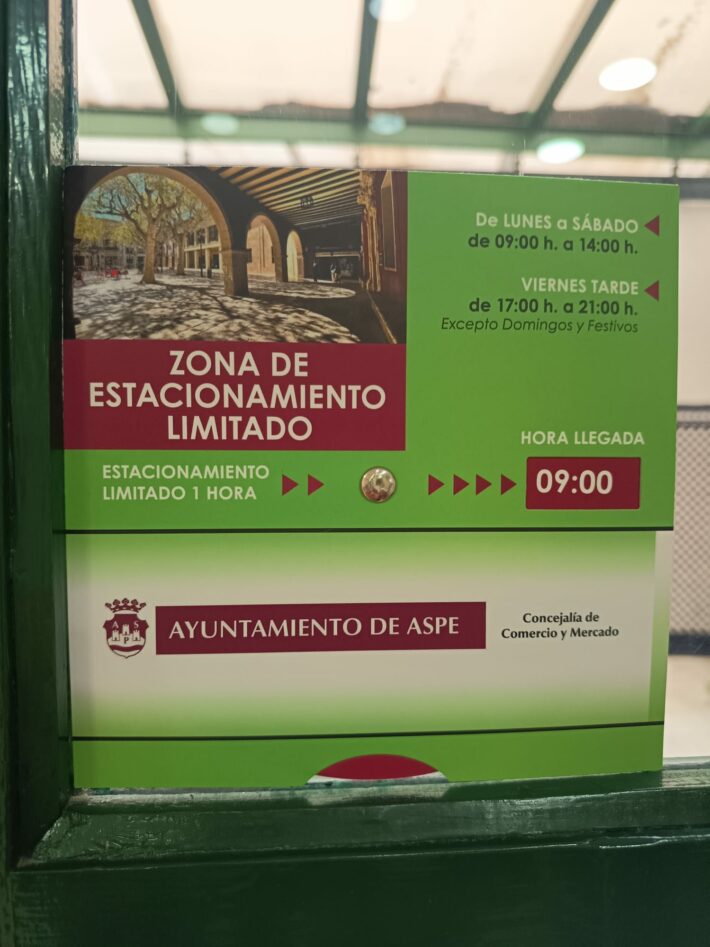 De LUNES a SÁBADO
de 09:00 h. a 14:00 h.
VIERNES TARDE
de 17:00 h. a 21:00 h.
Excepto Domingos y Festivos
ZONA DE
ESTACIONAMIENTO
LIMITADO
HORA LLEGADA
ESTACIONAMIENTO
LIMITADO 1 HORA
09:00
A S
P
AYUNTAMIENTO DE ASPE
Concejalía de
Comercio y Mercado